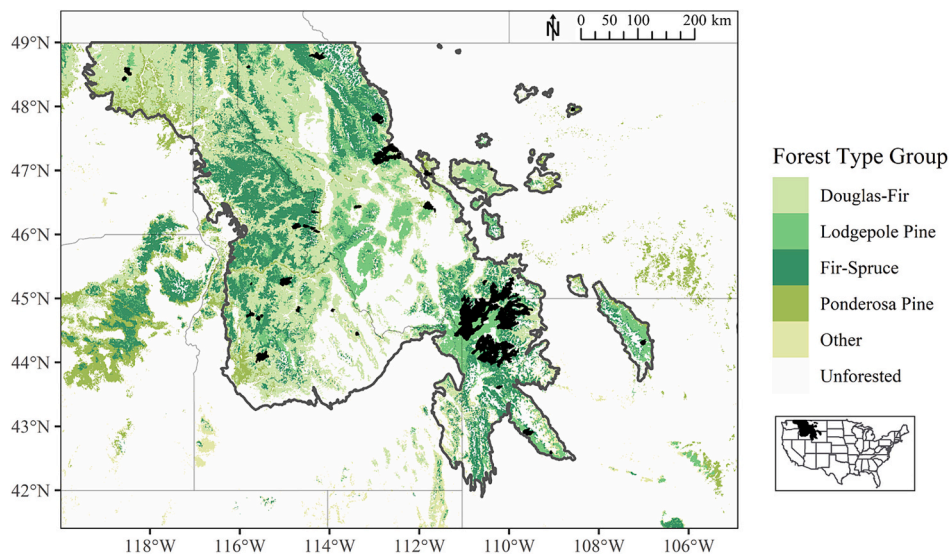 N
0 50 100 200 km
49°N
48°N
47°N
46°N
45°N
44°N
43°N
42°N
118°W 116°W 114°W 112°W 110°W 108°W 106°W
Forest Type Group
Douglas-Fir
Lodgepole Pine
Fir-Spruce
Ponderosa Pine
Other
Unforested